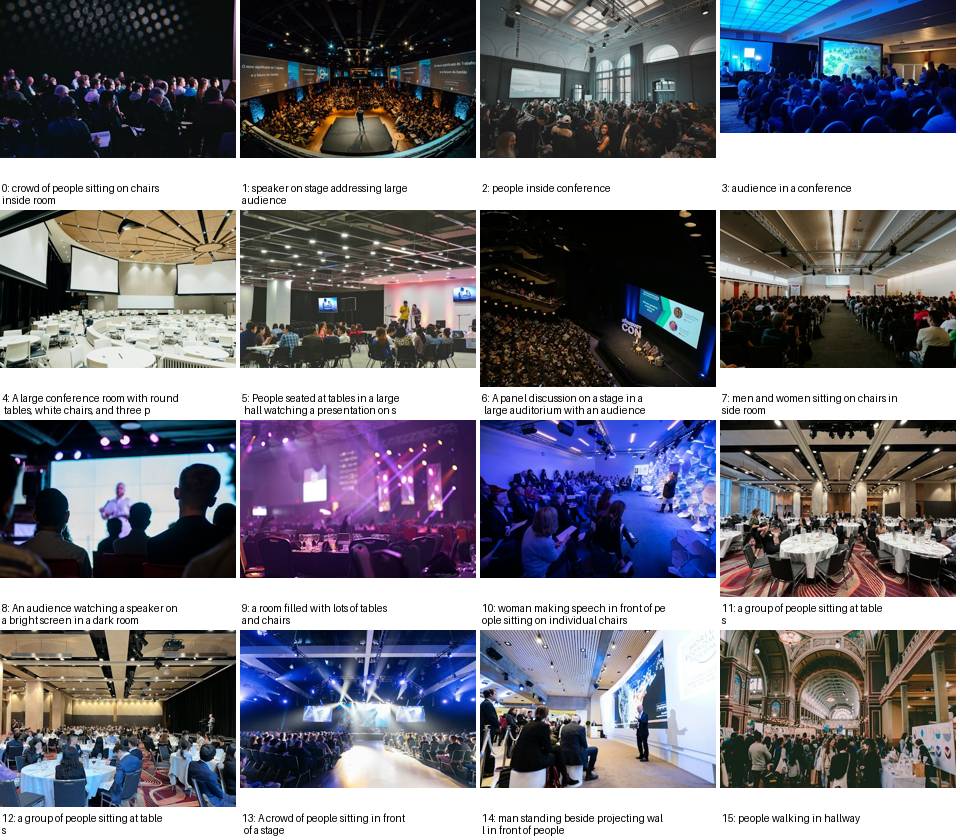 0: crowd of people sitting on chairs
inside room
1: speaker on stage addressing large
audience
2: people inside conference
3: audience in a conference
4: A large conference room with round
tables, white chairs, and three p
5: People seated at tables in a large
hall watching a presentation on s
CON
6: A panel discussion on a stage in a
large auditorium with an audience
7: men and women sitting on chairs in
side room
8: An audience watching a speaker on
a bright screen in a dark room
9: a room filled with lots of tables
and chairs
10: woman making speech in front of pe
ople sitting on individual chairs
11: a group of people sitting at table
s
12: a group of people sitting at table
s
13: A crowd of people sitting in front
of a stage
14: man standing beside projecting wal
l in front of people
15: people walking in hallway